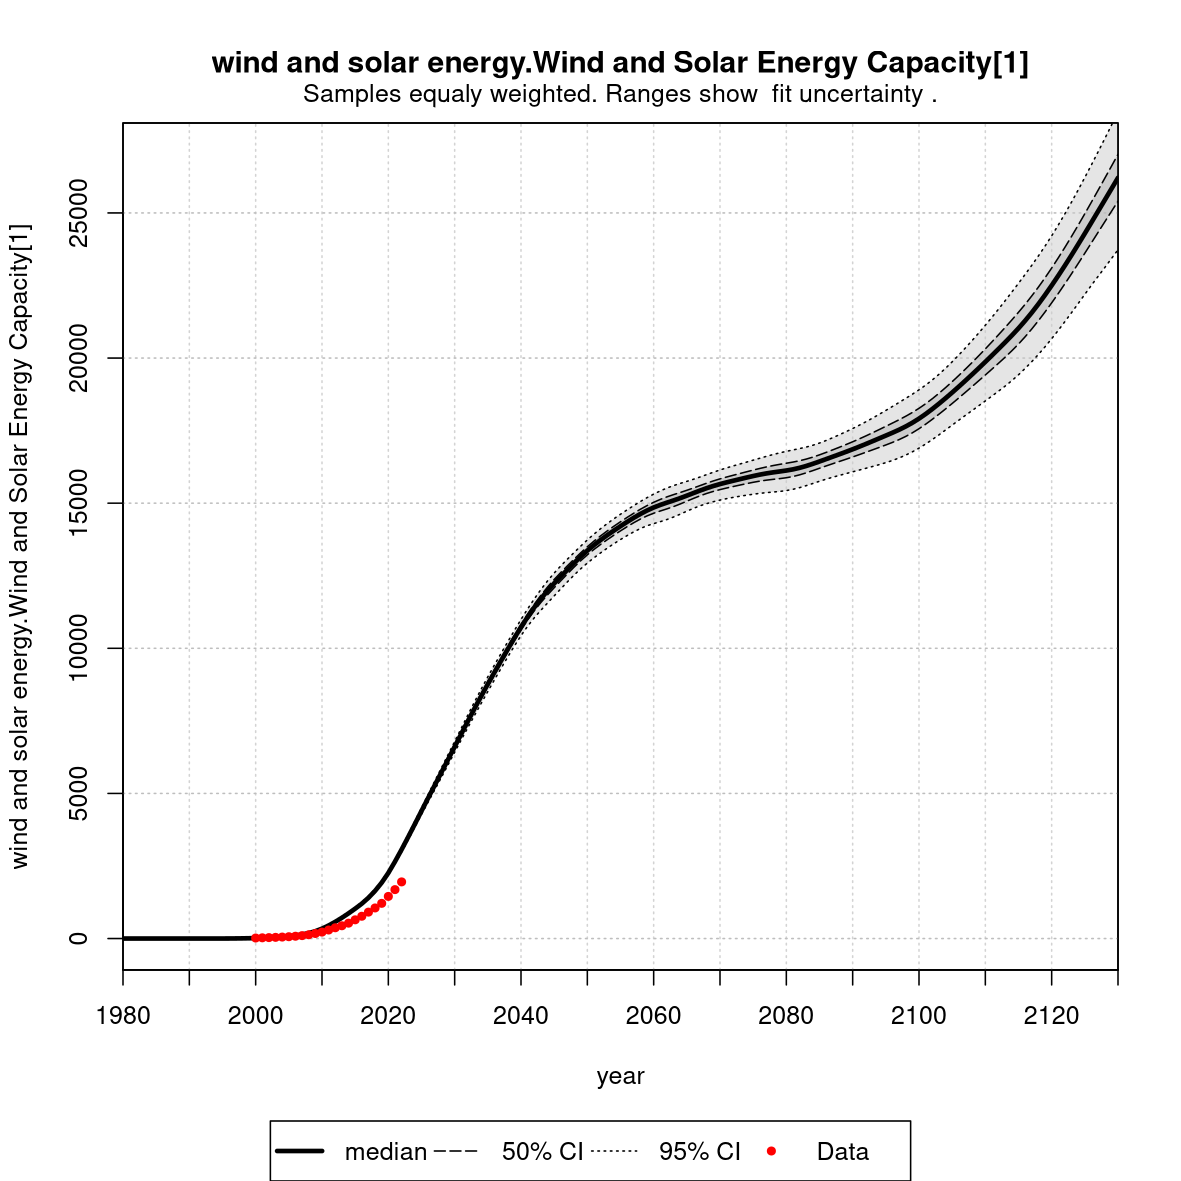 wind and solar energy.Wind and Solar Energy Capacity[1]
Samples equaly weighted. Ranges show  fit uncertainty .
wind and solar energy.Wind and Solar Energy Capacity[1]
25000
20000
15000
10000
5000
0
1980 2000 2020 2040 2060 2080 2100 2120
year
median 50% CI 95% CI Data